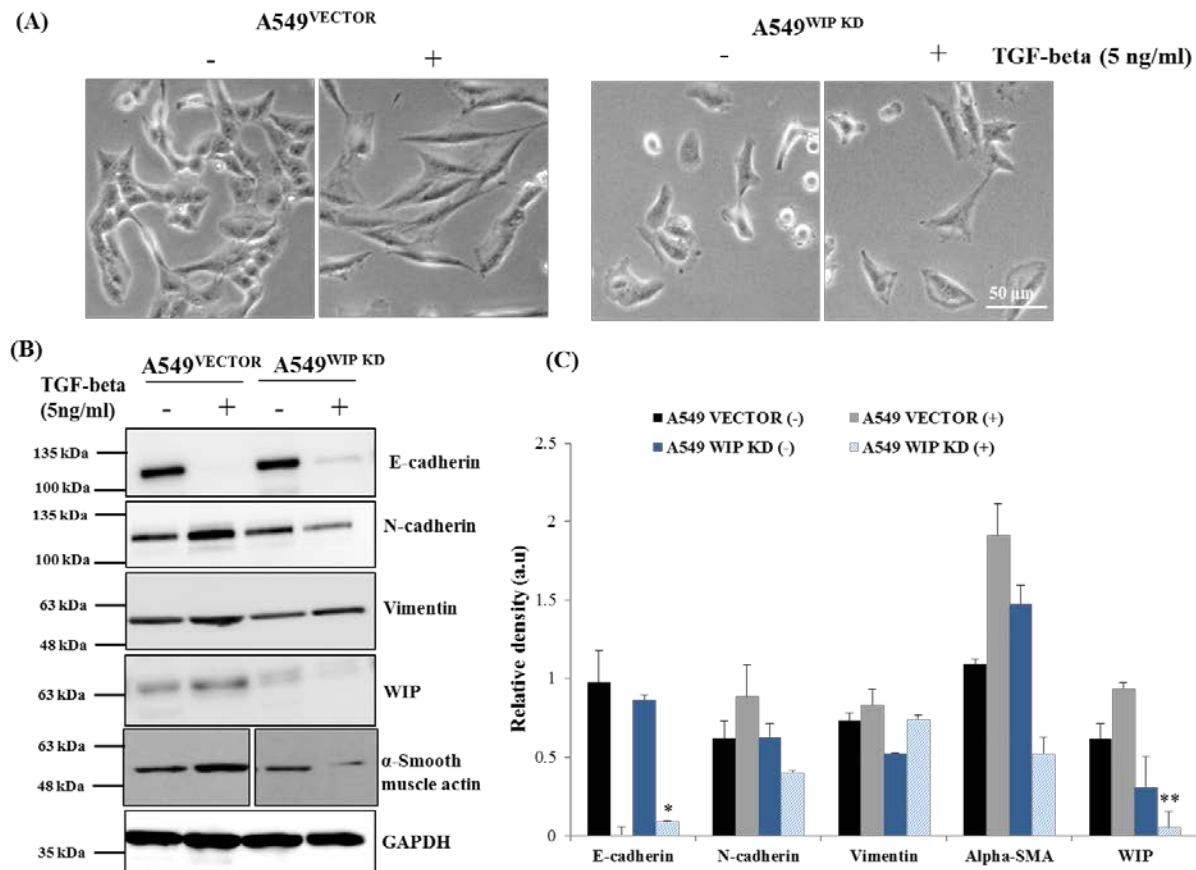 (A)
A549VECTOR
A549WIP KD
- + - + TGF-beta (5 ng/ml)
50 µm
(B)
A549VECTOR A549WIP KD
TGF-beta
(5ng/ml) - + - +
135 kDa
100 kDa
E-cadherin
135 kDa
100 kDa
N-cadherin
63 kDa
48 kDa
Vimentin
63 kDa
WIP
63 kDa
48 kDa
α-Smooth
muscle actin
35 kDa
GAPDH
(C)
A549 VECTOR (-) A549 VECTOR (+)
A549 WIP KD (-) A549 WIP KD (+)
Relative density (a.u)
2.5
2
1.5
1
0.5
0
*
**
E-cadherin N-cadherin Vimentin Alpha-SMA WIP